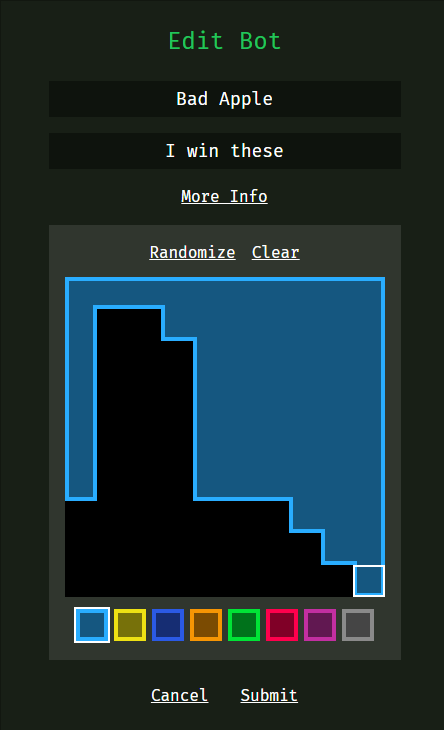 Edit Bot
Bad Apple
I win these
More Info
Randomize Clear
Cancel Submit